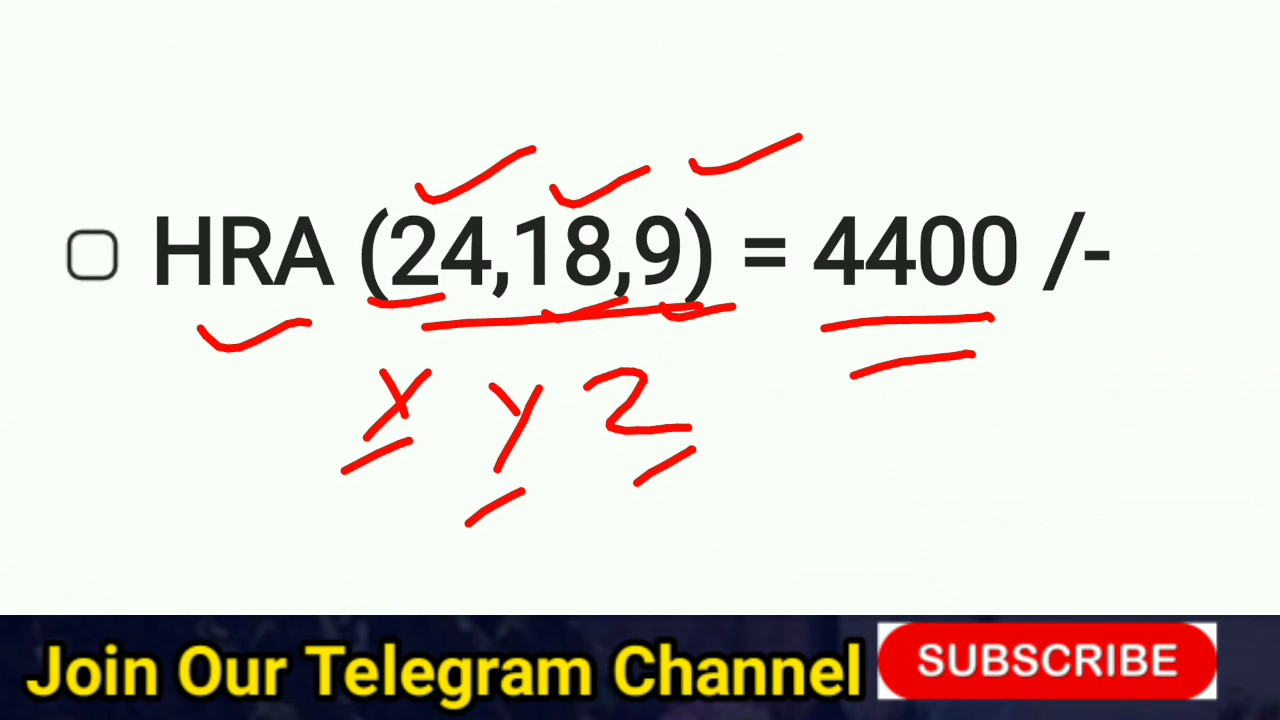 HRA (24,18,9) = 4400 /-
x y z
Join Our Telegram Channel SUBSCRIBE